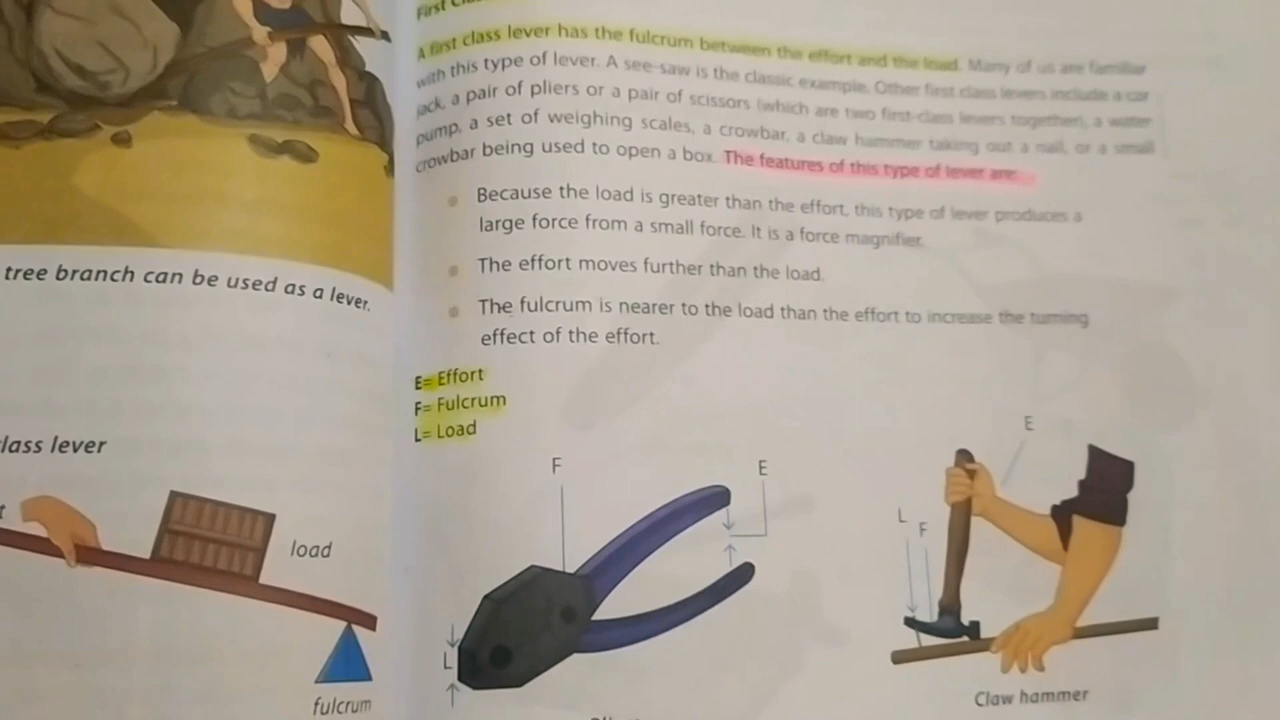 tree branch can be used as a lever.
lass lever
t
load
fulcrum
First
A first class lever has the fulcrum between the effort and the load. Many of us are familiar
with this type of lever. A see-saw is the classic example. Other first class levers include a car
jack, a pair of pliers or a pair of scissors (which are two first-class levers together), a water
pump, a set of weighing scales, a crowbar, a claw hammer taking out a nail, or a small
crowbar being used to open a box. The features of this type of lever are:
Because the load is greater than the effort, this type of lever produces a
large force from a small force. It is a force magnifier.
The effort moves further than the load.
The fulcrum is nearer to the load than the effort to increase the turning
effect of the effort.
E= Effort
F= Fulcrum
L= Load
F
E
L
E
L
F
Claw hammer